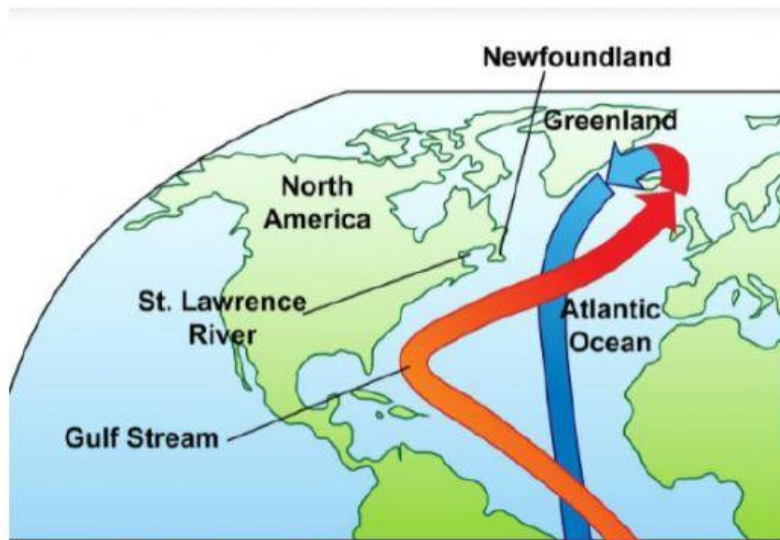 Newfoundland
Greenland
North
America
St. Lawrence
River
Atlantic
Ocean
Gulf Stream